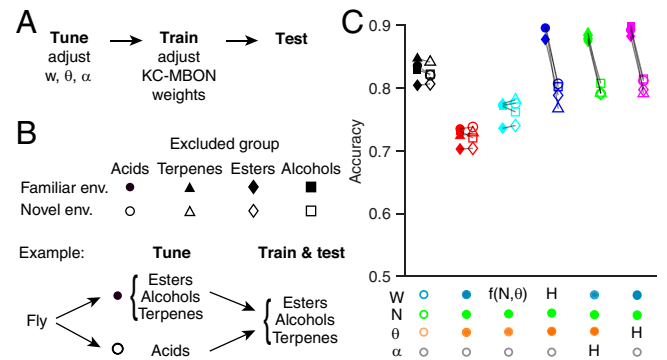 A
Tune
Train
Test
adjust
w, θ, α
adjust
KC-MBON
weights
B
Excluded group
Acids Terpenes Esters Alcohols
Familiar env.
Novel env.
Example:
Tune
Train & test
Fly
Esters
Alcohols
Terpenes
Acids
Esters
Alcohols
Terpenes
C
Accuracy
0.9
0.8
0.7
0.6
0.5
W f(N,θ) H
N
θ H
α H